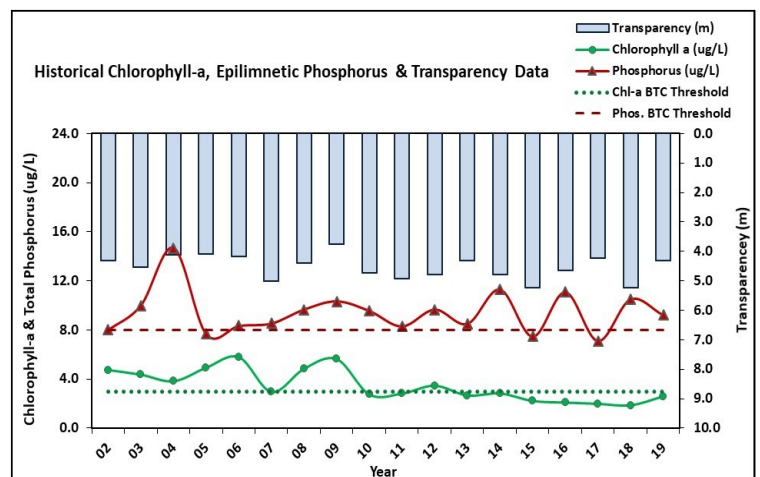 Transparency (m)
Chlorophyll a (ug/L)
Phosphorus (ug/L)
Chl-a BTC Threshold
Phos. BTC Threshold
Historical Chlorophyll-a, Epilimnetic Phosphorus & Transparency Data
Chlorophyll-a & Total Phosphorus (ug/L)
24.0
20.0
16.0
12.0
8.0
4.0
0.0
0.0
1.0
2.0
3.0
4.0
5.0
6.0
7.0
8.0
9.0
10.0
Transparencey (m)
02 03 04 05 06 07 08 09 10 11 12 13 14 15 16 17 18 19
Year